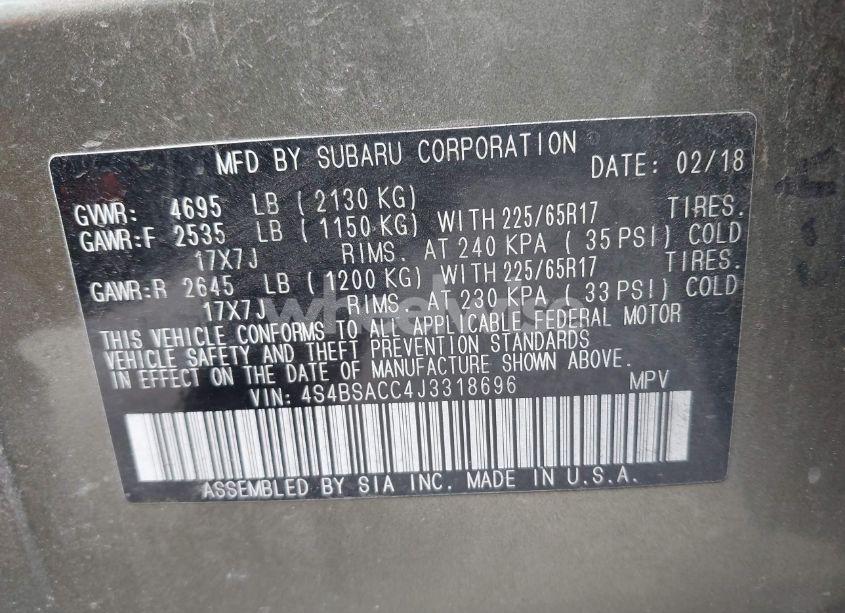 MFD BY SUBARU CORPORATION DATE: 02/18
GVWR: 4695 LB ( 2130 KG)
GAWR:F 2535 LB ( 1150 KG) WITH 225/65R17 TIRES.
17X7J RIMS. AT 240 KPA ( 35 PSI) COLD
GAWR:R 2645 LB ( 1200 KG) WITH 225/65R17 TIRES.
17X7J RIMS. AT 230 KPA ( 33 PSI) COLD
THIS VEHICLE CONFORMS TO ALL APPLICABLE FEDERAL MOTOR
VEHICLE SAFETY AND THEFT PREVENTION STANDARDS
IN EFFECT ON THE DATE OF MANUFACTURE SHOWN ABOVE.
VIN: 4S4BSACC4J3318696 MPV
ASSEMBLED BY SIA INC. MADE IN U.S.A.